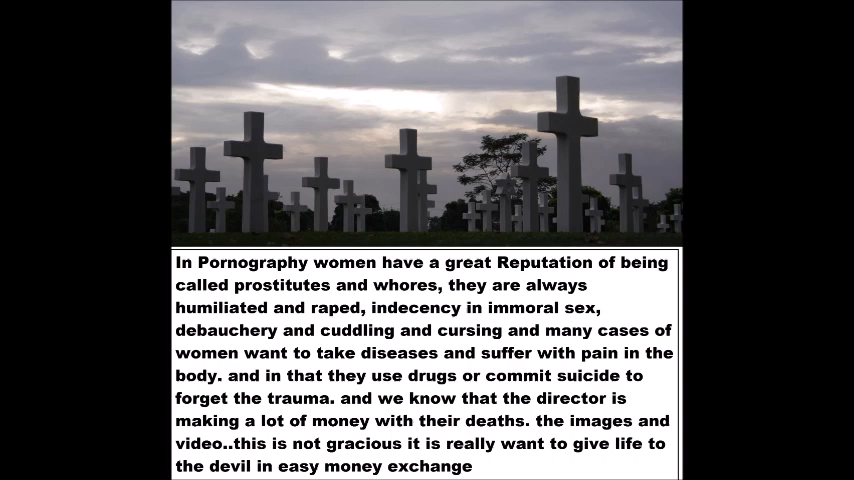 In Pornography women have a great Reputation of being
called prostitutes and whores, they are always
humiliated and raped, indecency in immoral sex,
debauchery and cuddling and cursing and many cases of
women want to take diseases and suffer with pain in the
body. and in that they use drugs or commit suicide to
forget the trauma. and we know that the director is
making a lot of money with their deaths. the images and
video..this is not gracious it is really want to give life to
the devil in easy money exchange